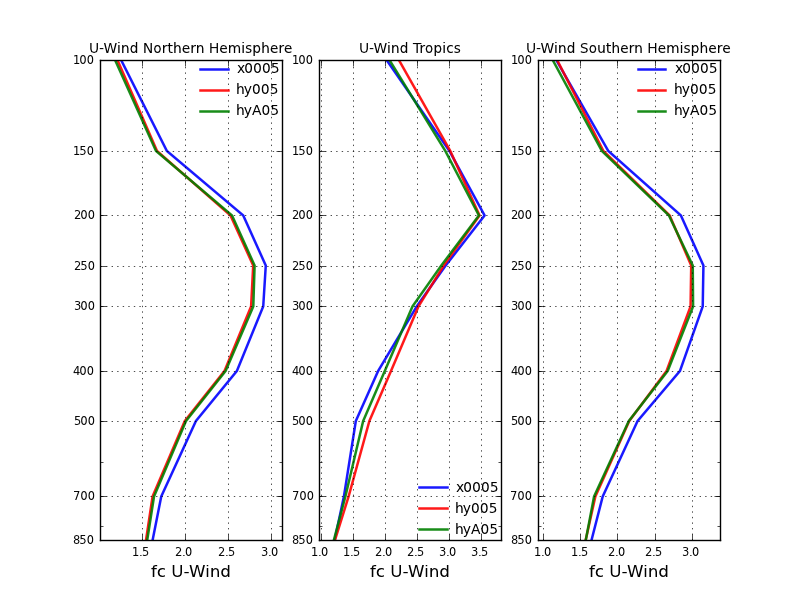 U-Wind Northern Hemisphere
100
150
200
250
300
400
500
700
850
1.5 2.0 2.5 3.0
fc U-Wind
x0005
hy005
hyA05
U-Wind Tropics
100
150
200
250
300
400
500
700
850
1.0 1.5 2.0 2.5 3.0 3.5
fc U-Wind
x0005
hy005
hyA05
U-Wind Southern Hemisphere
100
150
200
250
300
400
500
700
850
1.0 1.5 2.0 2.5 3.0
fc U-Wind
x0005
hy005
hyA05